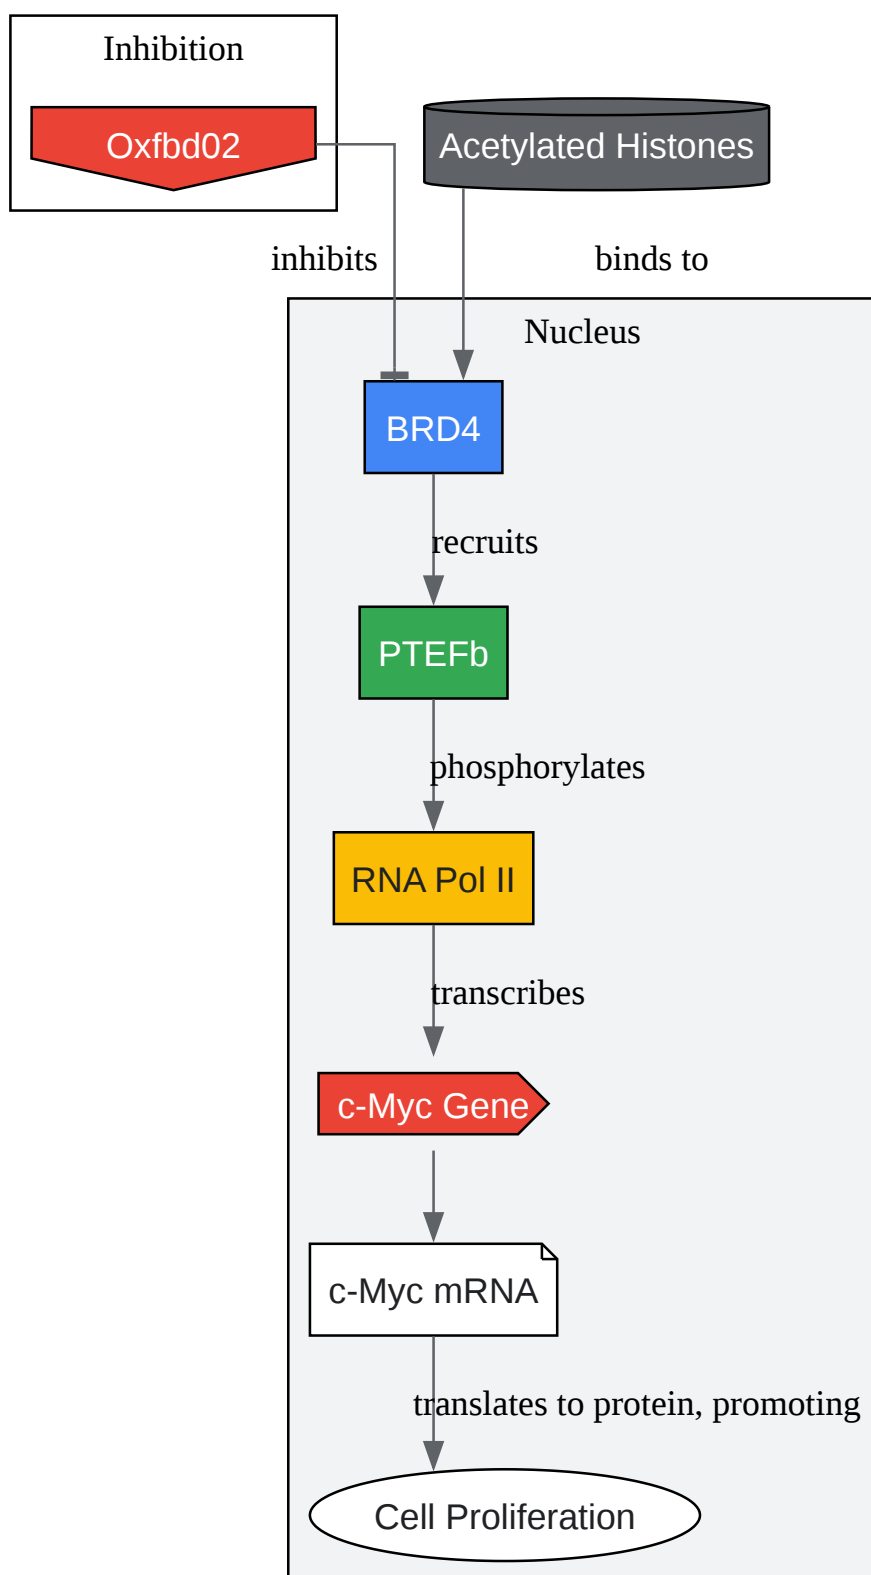 Inhibition
Oxfbd02
Acetylated Histones
inhibits
binds to
Nucleus
BRD4
recruits
PTEFb
phosphorylates
RNA Pol II
transcribes
c-Myc Gene
c-Myc mRNA
translates to protein, promoting
Cell Proliferation